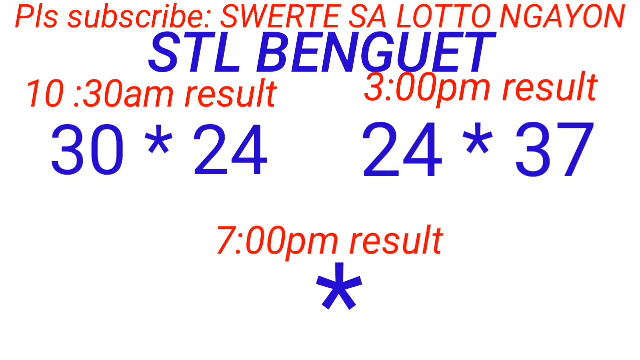 Pls subscribe: SWERTE SA LOTTO NGAYON
STL BENGUET
10 :30am result
30 * 24
3:00pm result
24 * 37
7:00pm result
*